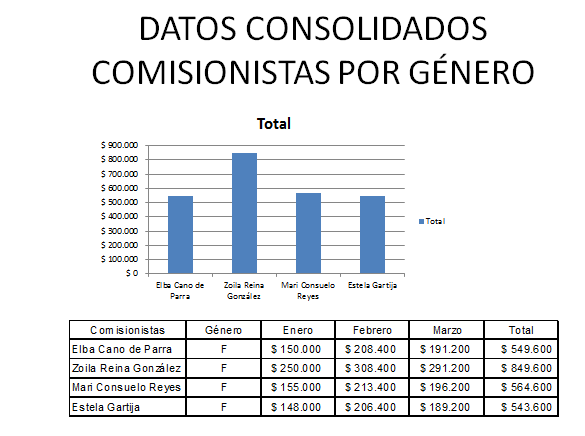 DATOS CONSOLIDADOS
COMISIONISTAS POR GÉNERO
Total
$ 900.000
$ 800.000
$ 700.000
$ 600.000
$ 500.000
$ 400.000
$ 300.000
$ 200.000
$ 100.000
$ 0
Elba Cano de Parra
Zoila Reina González
Mari Consuelo Reyes
Estela Gartija
Total
Comisionistas Género Enero Febrero Marzo Total
Elba Cano de Parra F $ 150.000 $ 208.400 $ 191.200 $ 549.600
Zoila Reina González F $ 250.000 $ 308.400 $ 291.200 $ 849.600
Mari Consuelo Reyes F $ 155.000 $ 213.400 $ 196.200 $ 564.600
Estela Gartija F $ 148.000 $ 206.400 $ 189.200 $ 543.600